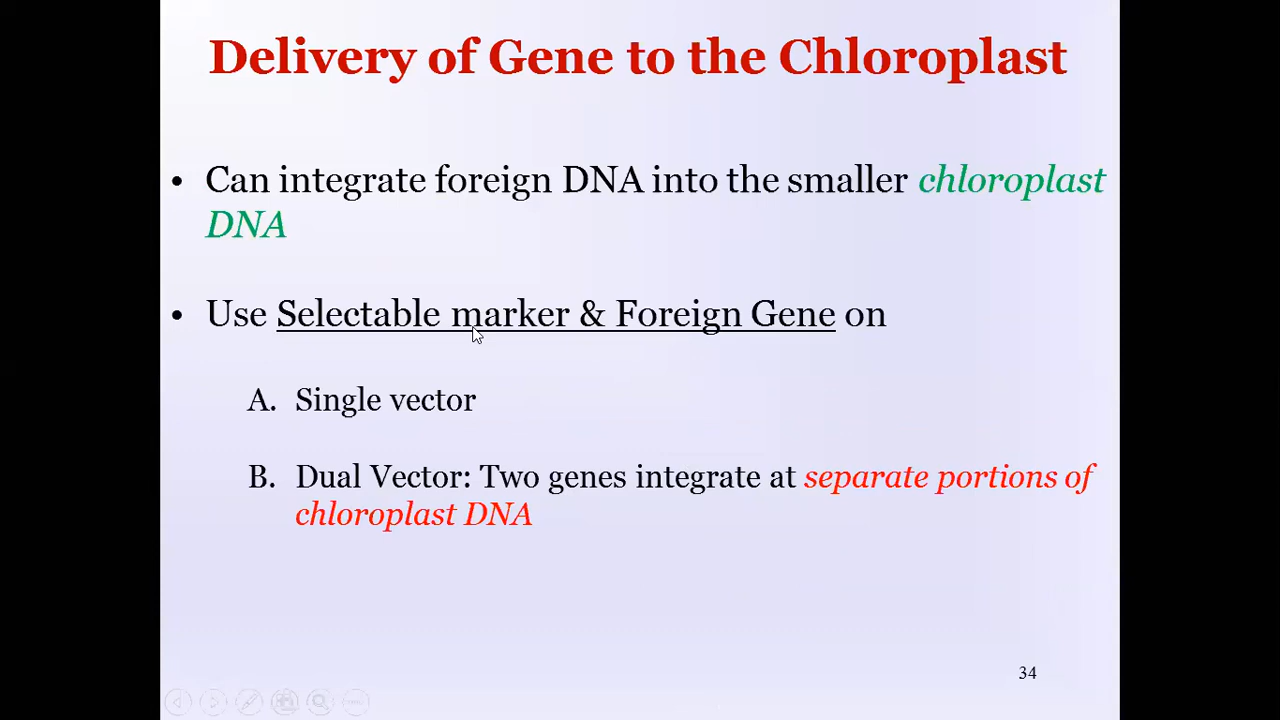 Delivery of Gene to the Chloroplast
• Can integrate foreign DNA into the smaller chloroplast
DNA
• Use Selectable marker & Foreign Gene on
A. Single vector
B. Dual Vector: Two genes integrate at separate portions of
chloroplast DNA
34